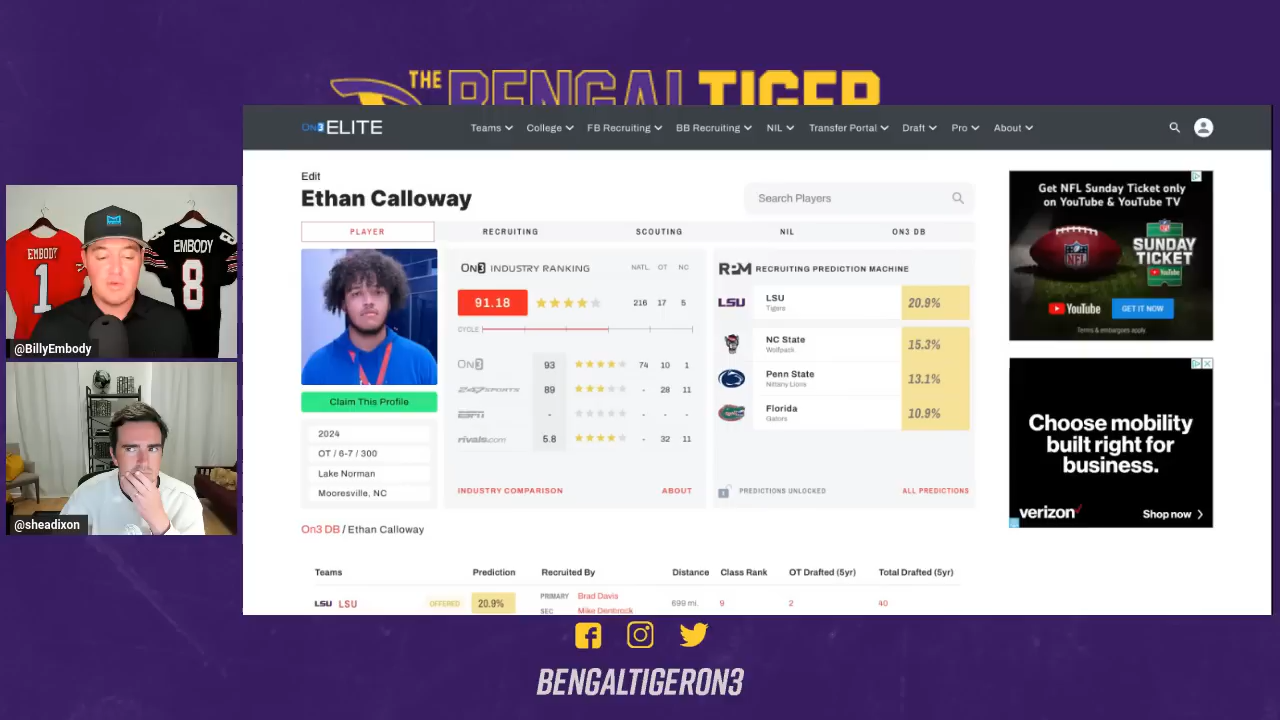 THE BENGAL TIGER
On3 ELITE
Teams College FB Recruiting BB Recruiting NIL Transfer Portal Draft Pro About
Edit
Ethan Calloway
Search Players
PLAYER RECRUITING SCOUTING NIL ON3 DB
On3 INDUSTRY RANKING NATL. OT NC
91.18 216 17 5
CYCLE
On3 93 74 10 1
247SPORTS 89 - 28 11
ESPN - - - -
rivals.com 5.8 - 32 11
INDUSTRY COMPARISON ABOUT
RPM RECRUITING PREDICTION MACHINE
LSU LSU 20.9%
Tigers
NC State 15.3%
Wolfpack
Penn State 13.1%
Nittany Lions
Florida 10.9%
Gators
PREDICTIONS UNLOCKED ALL PREDICTIONS
Claim This Profile
2024
OT / 6-7 / 300
Lake Norman
Mooresville, NC
On3 DB / Ethan Calloway
Teams Prediction Recruited By Distance Class Rank OT Drafted (5yr) Total Drafted (5yr)
LSU LSU OFFERED 20.9% PRIMARY Brad Davis 699 mi. 9 2 40
SEC Mike Denbrock
Get NFL Sunday Ticket only
on YouTube & YouTube TV
NFL
SUNDAY
TICKET
YouTube
YouTube GET IT NOW
Terms & embargoes apply
Choose mobility
built right for
business.
verizon Shop now
EMBODY
1
EMBODY
8
@BillyEmbody
@sheadixon
BENGALTIGERON3